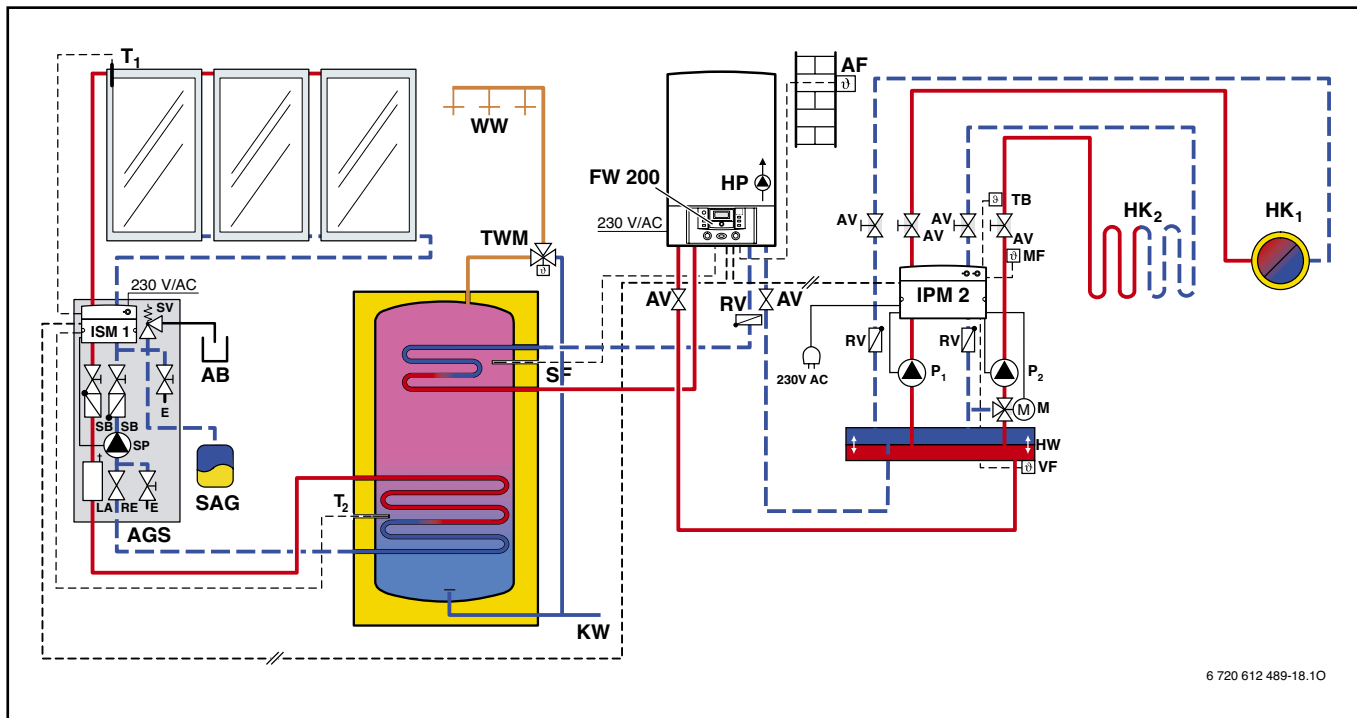 T1
AF
WW
FW 200
HP
230 V/AC
TWM
AV
AV
AV
AV
TB
HK2
HK1
MF
230 V/AC
SV
ISM 1
AB
E
AV
RV
AV
IPM 2
RV
RV
SF
230V AC
P1
P2
M
SB
SB
SP
HW
VF
SAG
T2
LA
RE
E
AGS
KW
6 720 612 489-18.1O